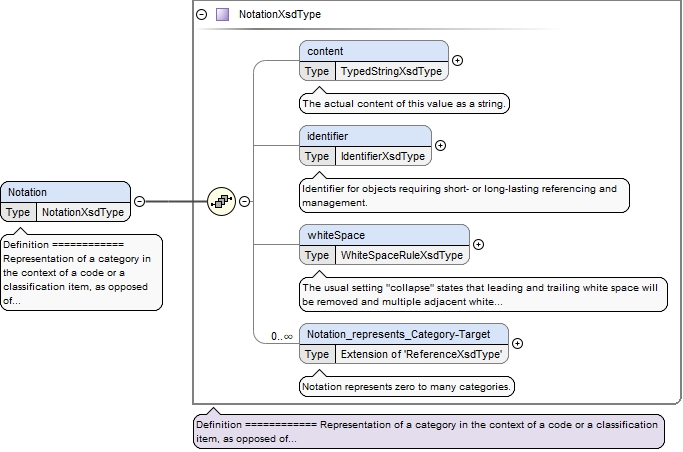 NotationXsdType
content
Type TypedStringXsdType
The actual content of this value as a string.
identifier
Type IdentifierXsdType
Identifier for objects requiring short- or long-lasting referencing and
management.
Notation
Type NotationXsdType
Definition ============
Representation of a category in
the context of a code or a
classification item, as opposed
of...
whiteSpace
Type WhiteSpaceRuleXsdType
The usual setting "collapse" states that leading and trailing white space will
be removed and multiple adjacent white...
0..∞
Notation_represents_Category-Target
Type Extension of 'ReferenceXsdType'
Notation represents zero to many categories.
Definition ============ Representation of a category in the context of a code or a classification
item, as opposed of...